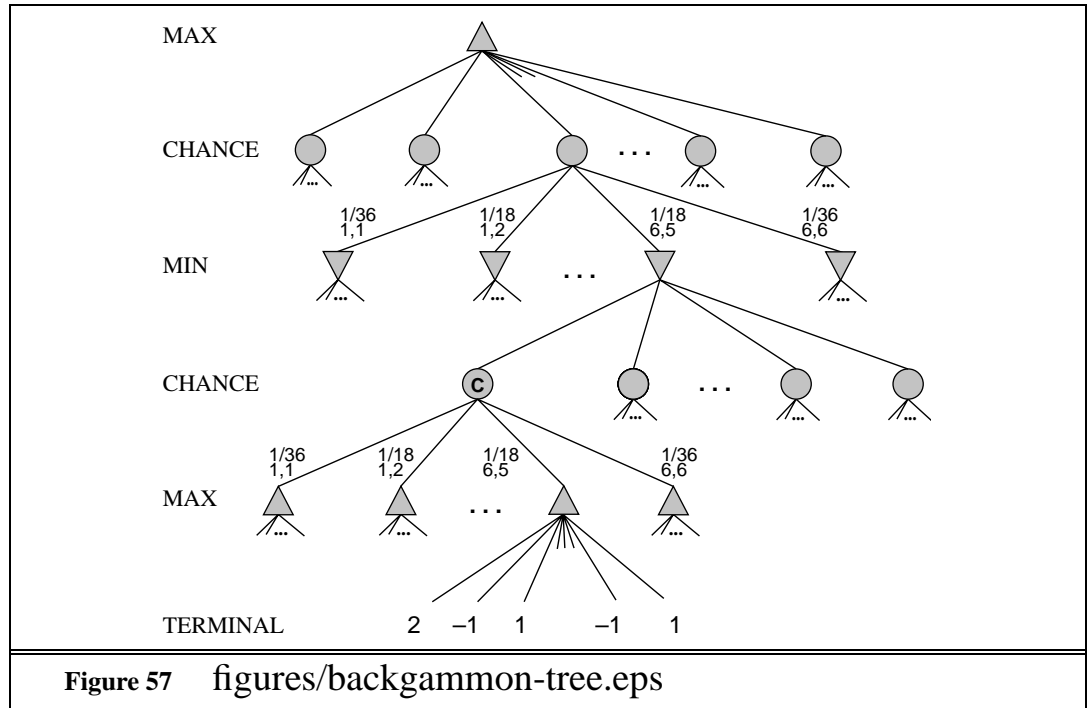 MAX
CHANCE ... 
... ... ... ...
1/36 1/18 1/18 1/36
1,1 1,2 6,5 6,6
MIN ...
... ... ...
CHANCE C ...
... ... ...
1/36 1/18 1/18 1/36
1,1 1,2 6,5 6,6
MAX ...
... ... ...
TERMINAL 2 –1 1 –1 1
Figure 57 figures/backgammon-tree.eps